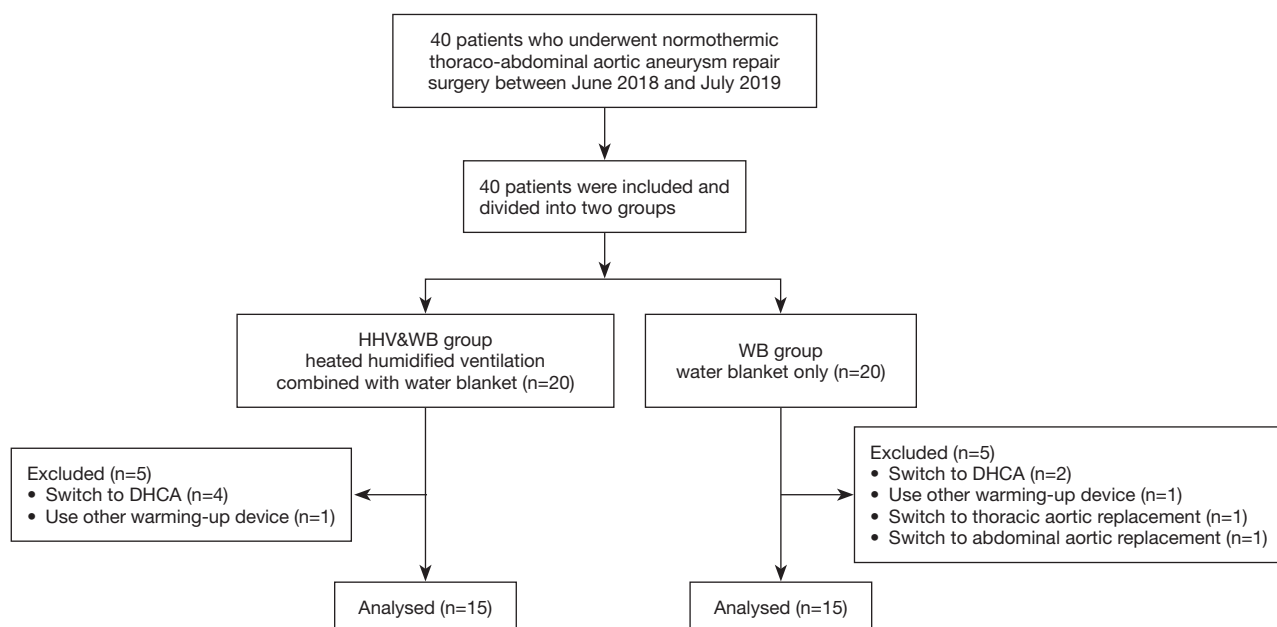 40 patients who underwent normothermic
thoraco-abdominal aortic aneurysm repair
surgery between June 2018 and July 2019
40 patients were included and
divided into two groups
HHV&WB group
heated humidified ventilation
combined with water blanket (n=20)
WB group
water blanket only (n=20)
Excluded (n=5)
• Switch to DHCA (n=4)
• Use other warming-up device (n=1)
Excluded (n=5)
• Switch to DHCA (n=2)
• Use other warming-up device (n=1)
• Switch to thoracic aortic replacement (n=1)
• Switch to abdominal aortic replacement (n=1)
Analysed (n=15)
Analysed (n=15)